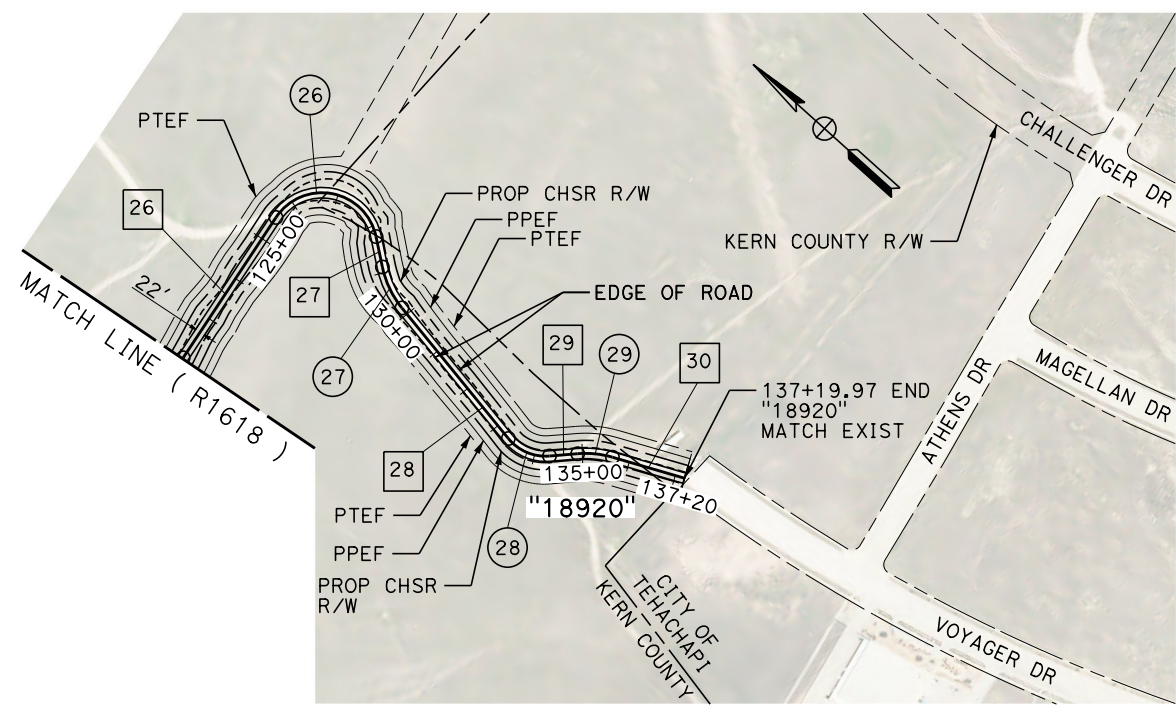 26
PTEF
CHALLENGER DR
26
PROP CHSR R/W
PPEF
PTEF
KERN COUNTY R/W
125+00
22'
27
EDGE OF ROAD
MATCH LINE ( R1618 )
130+00
29
29
30
27
MAGELLAN DR
137+19.97 END
"18920"
MATCH EXIST
ATHENS DR
28
135+00
137+20
"18920"
PTEF
28
PPEF
PROP CHSR
R/W
CITY OF
TEHACHAPI
KERN COUNTY
VOYAGER DR